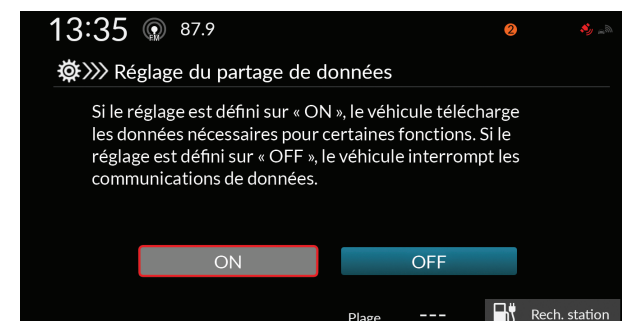 13:35 FM 87.9 2
Réglage du partage de données
Si le réglage est défini sur « ON », le véhicule télécharge
les données nécessaires pour certaines fonctions. Si le
réglage est défini sur « OFF », le véhicule interrompt les
communications de données.
ON OFF
Plage --- Rech. station